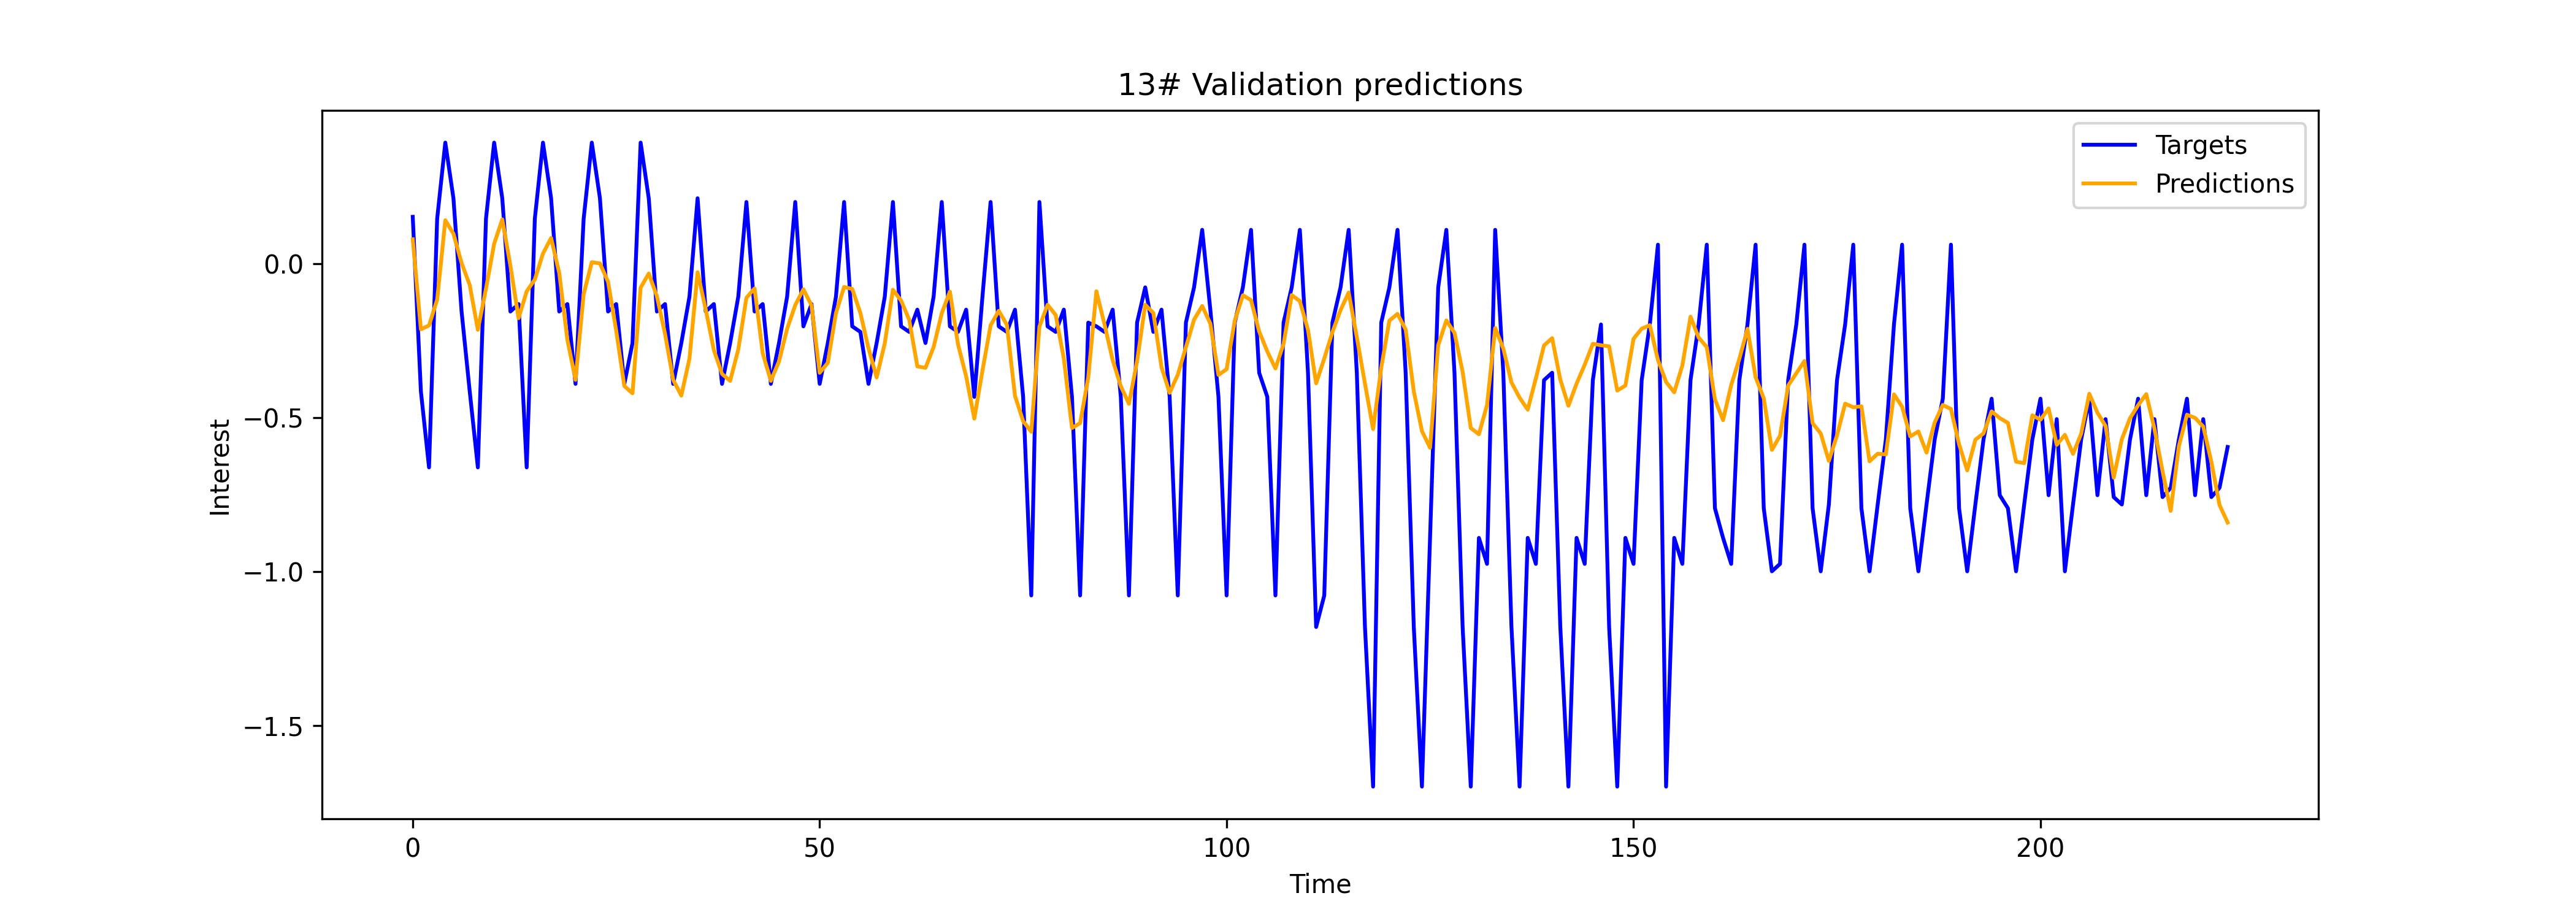 13# Validation predictions
Targets
Predictions
Interest
0.0
−0.5
−1.0
−1.5
0
50
100
150
200
Time